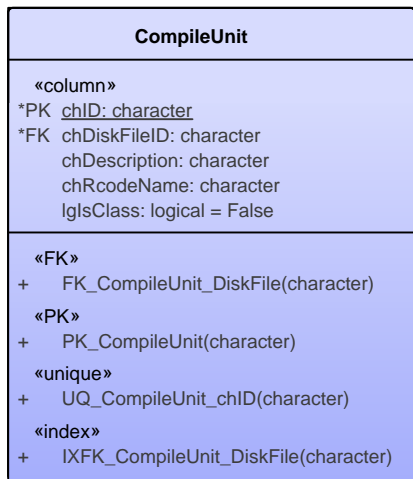 CompileUnit
«column»
*PK chID: character
*FK chDiskFileID: character
chDescription: character
chRcodeName: character
lgIsClass: logical = False
«FK»
+ FK_CompileUnit_DiskFile(character)
«PK»
+ PK_CompileUnit(character)
«unique»
+ UQ_CompileUnit_chID(character)
«index»
+ IXFK_CompileUnit_DiskFile(character)